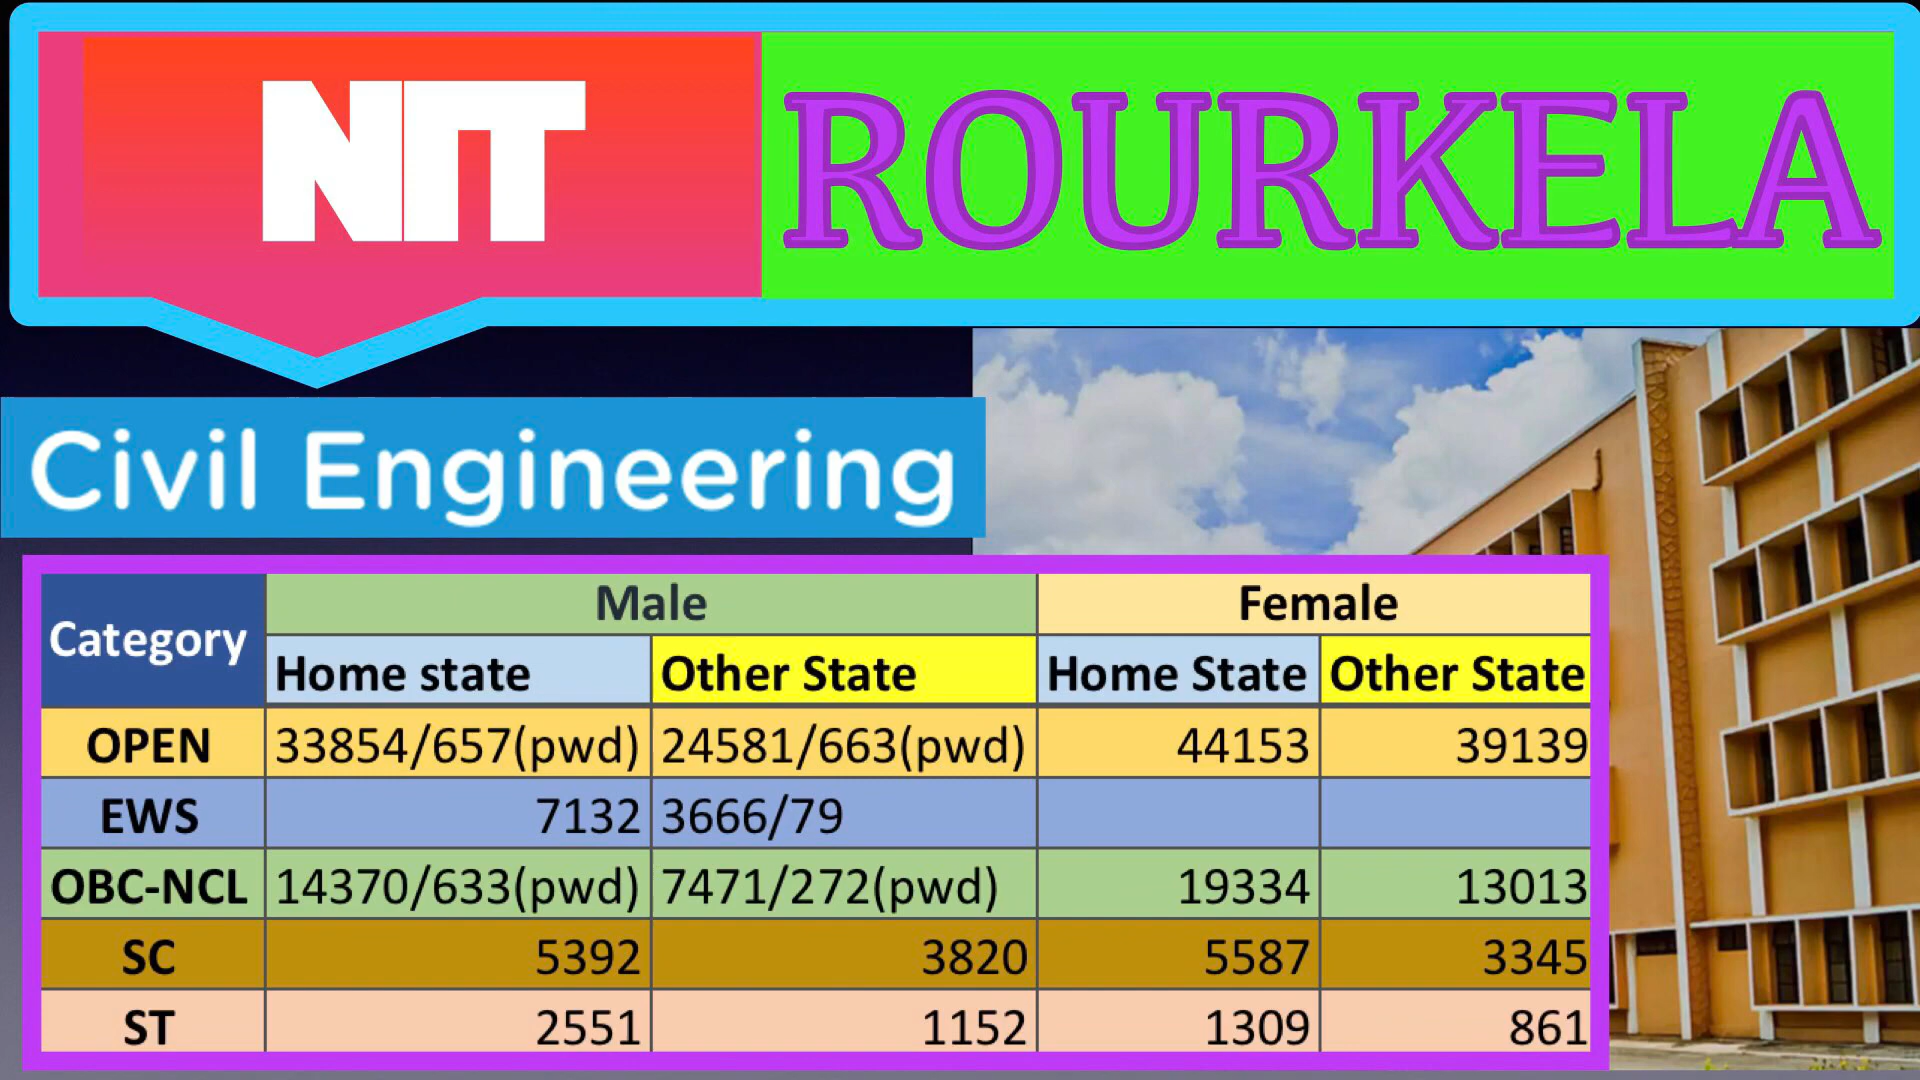 NIT ROURKELA
Civil Engineering
Category Male Female
Home state Other State Home State Other State
OPEN 33854/657(pwd) 24581/663(pwd) 44153 39139
EWS 7132 3666/79
OBC-NCL 14370/633(pwd) 7471/272(pwd) 19334 13013
SC 5392 3820 5587 3345
ST 2551 1152 1309 861